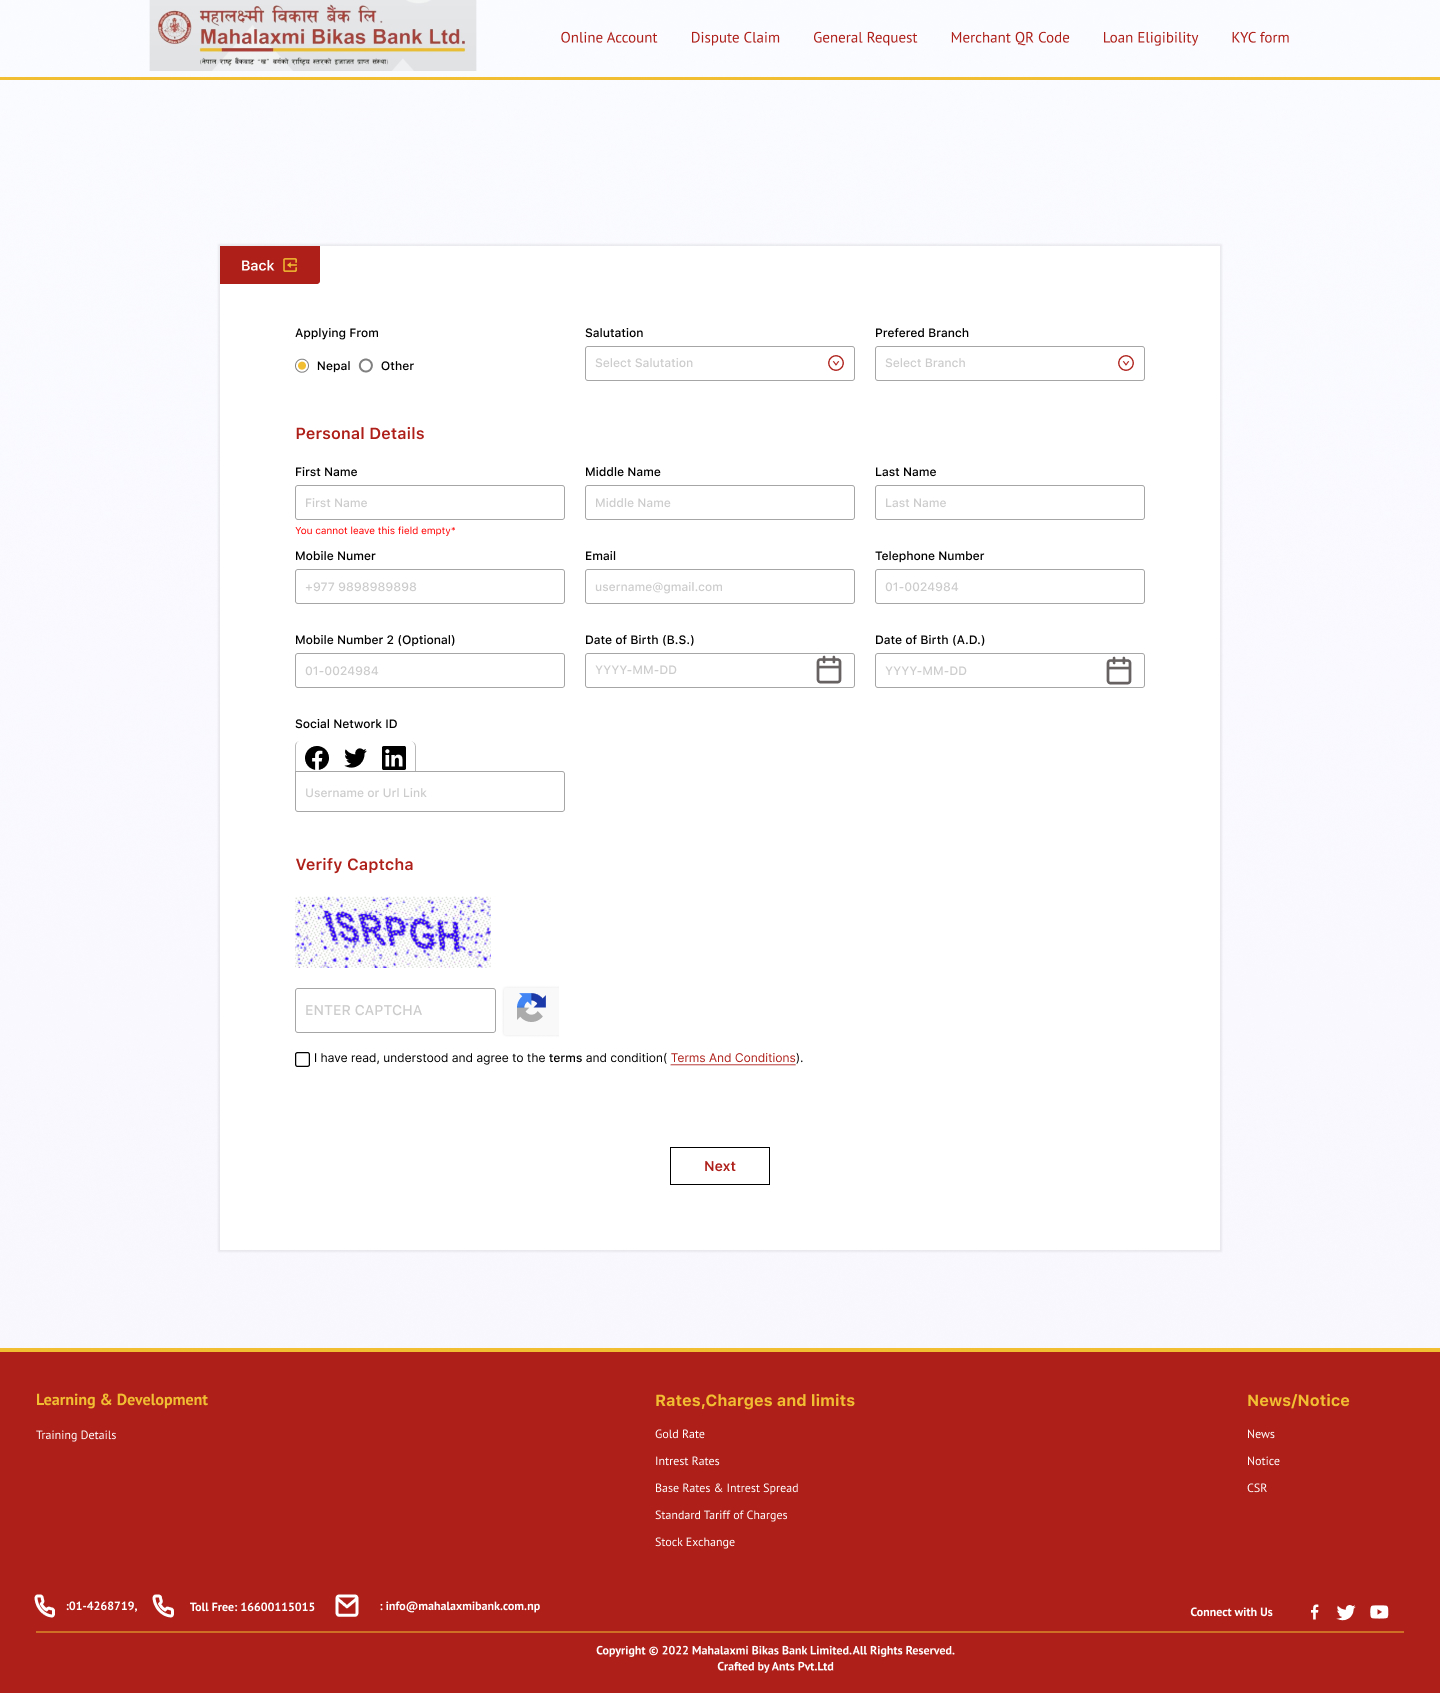 महालक्ष्मी विकास बैंक लि.
Mahalaxmi Bikas Bank Ltd.
(नेपाल राष्ट्र बैंकबाट "ख" वर्गको राष्ट्रिय स्तरको इजाजत प्राप्त संस्था)
Online Account Dispute Claim General Request Merchant QR Code Loan Eligibility KYC form
Back
Applying From Salutation Prefered Branch
Nepal Other Select Salutation Select Branch
Personal Details
First Name Middle Name Last Name
First Name Middle Name Last Name
You cannot leave this field empty*
Mobile Numer Email Telephone Number
+977 9898989898 username@gmail.com 01-0024984
Mobile Number 2 (Optional) Date of Birth (B.S.) Date of Birth (A.D.)
01-0024984 YYYY-MM-DD YYYY-MM-DD
Social Network ID
Username or Url Link
Verify Captcha
ISRPGH
ENTER CAPTCHA
I have read, understood and agree to the terms and condition( Terms And Conditions).
Next
Learning & Development Rates,Charges and limits News/Notice
Training Details Gold Rate News
Intrest Rates Notice
Base Rates & Intrest Spread CSR
Standard Tariff of Charges
Stock Exchange
:01-4268719, Toll Free: 16600115015 : info@mahalaxmibank.com.np Connect with Us
Copyright © 2022 Mahalaxmi Bikas Bank Limited.All Rights Reserved.
Crafted by Ants Pvt.Ltd